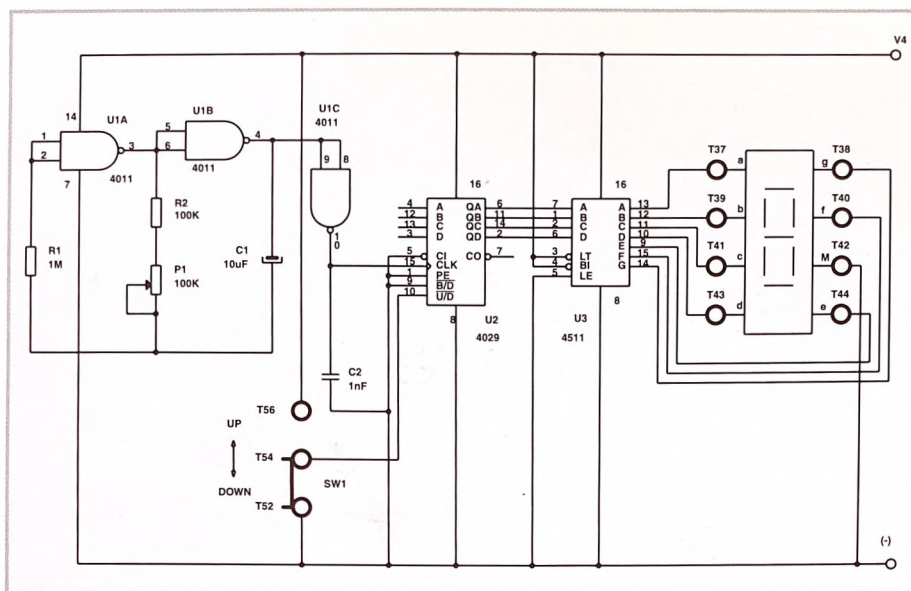 V4
14
U1A
1
2
3
4011
7
U1B
5
6
4
4011
U1C
4011
9
8
10
R2
100K
P1
100K
R1
1M
C1
10uF
C2
1nF
T56
UP
T54
DOWN
SW1
T52
16
4
A
QA
6
12
B
QB
11
13
C
QC
14
3
D
QD
2
5
CI
CO
7
15
CLK
1
PE
9
B/D
10
U/D
8
U2
4029
16
7
A
A
13
1
B
B
12
2
C
C
11
6
D
D
10
E
9
3
LT
F
15
4
BI
G
14
5
LE
8
U3
4511
T37
a
g
T38
T39
b
f
T40
T41
c
M
T42
T43
d
e
T44
(-)